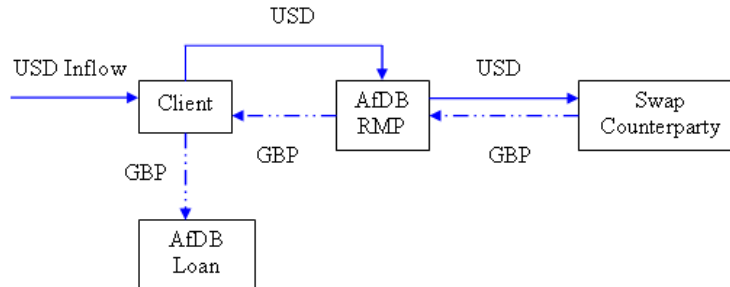 USD
USD Inflow
USD
Client
AfDB
RMP
Swap
Counterparty
GBP
GBP
GBP
AfDB
Loan